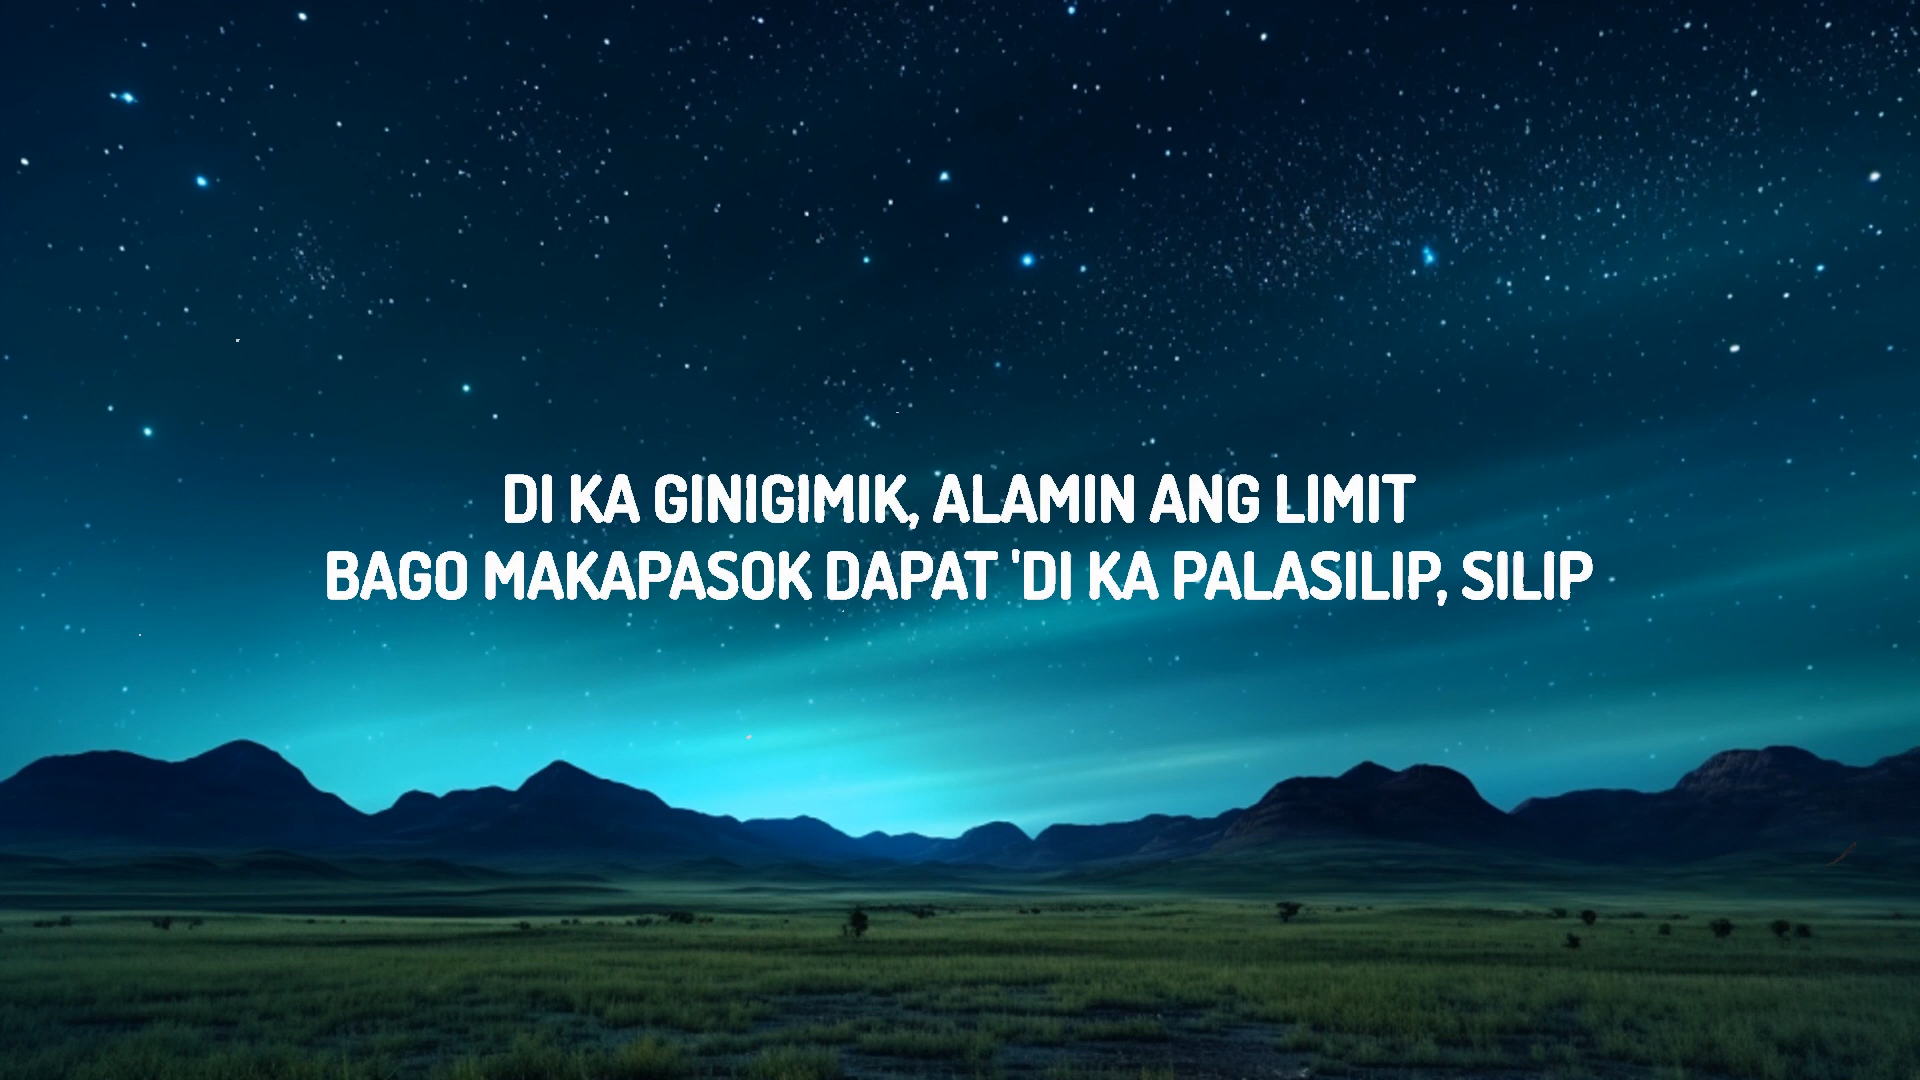 DI KA GINIGIMIK, ALAMIN ANG LIMIT
BAGO MAKAPASOK DAPAT 'DI KA PALASILIP, SILIP